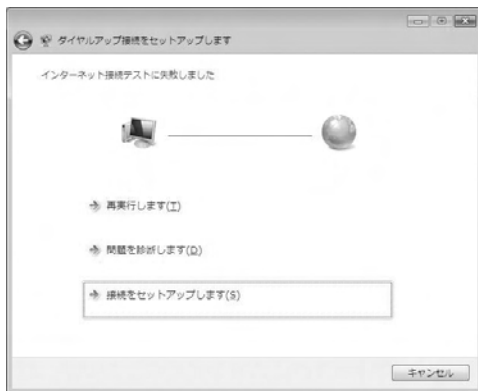 ダイヤルアップ接続をセットアップします
インターネット接続テストに失敗しました
再実行します(T)
問題を診断します(D)
接続をセットアップします(S)
キャンセル